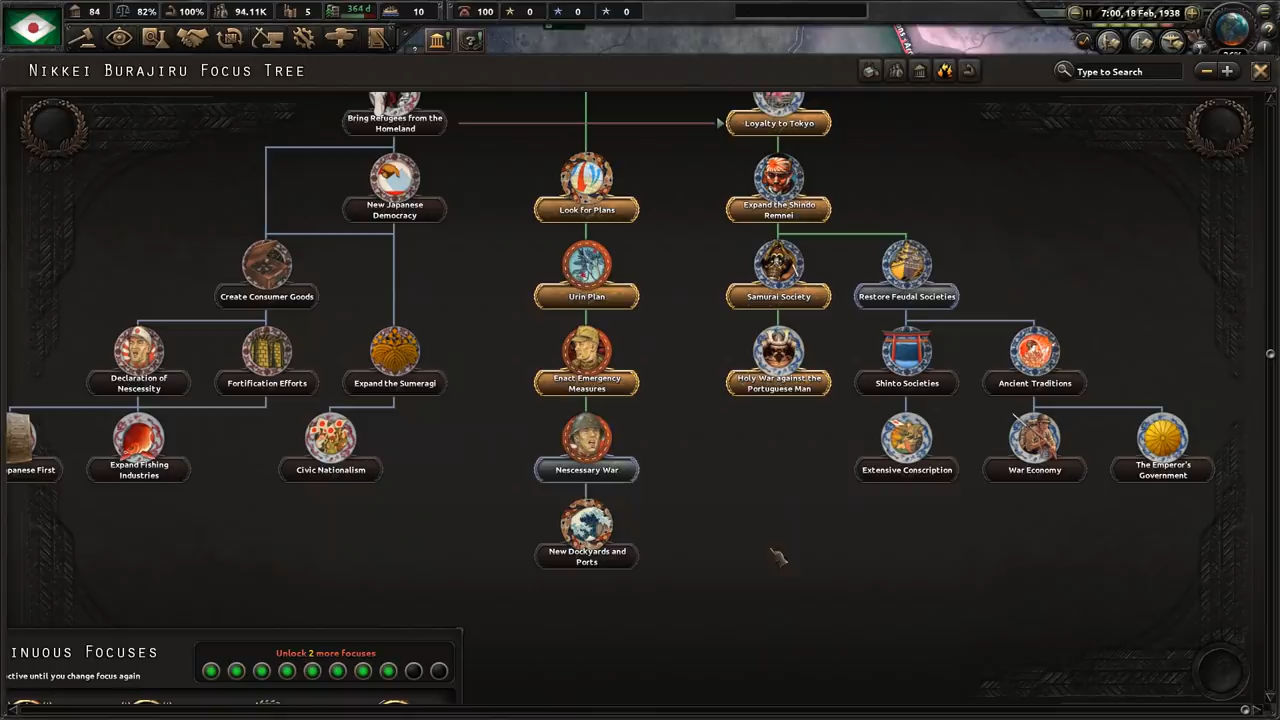 84 82% 100% 94.11K 5 364 d 10 100 0 0 0 7:00, 18 Feb, 1938
Nikkei Burajiru Focus Tree
Type to Search
Bring Refugees from the
Homeland
Loyalty to Tokyo
New Japanese
Democracy
Look for Plans
Expand the Shindo
Remnei
Create Consumer Goods
Urin Plan
Samurai Society
Restore Feudal Societies
Declaration of
Nescessity
Fortification Efforts
Expand the Sumeragi
Enact Emergency
Measures
Holy War against the
Portuguese Man
Shinto Societies
Ancient Traditions
panese First
Expand Fishing
Industries
Civic Nationalism
Nescessary War
Extensive Conscription
War Economy
The Emperor's
Government
New Dockyards and
Ports
inuous Focuses
Unlock 2 more focuses
ctive until you change focus again